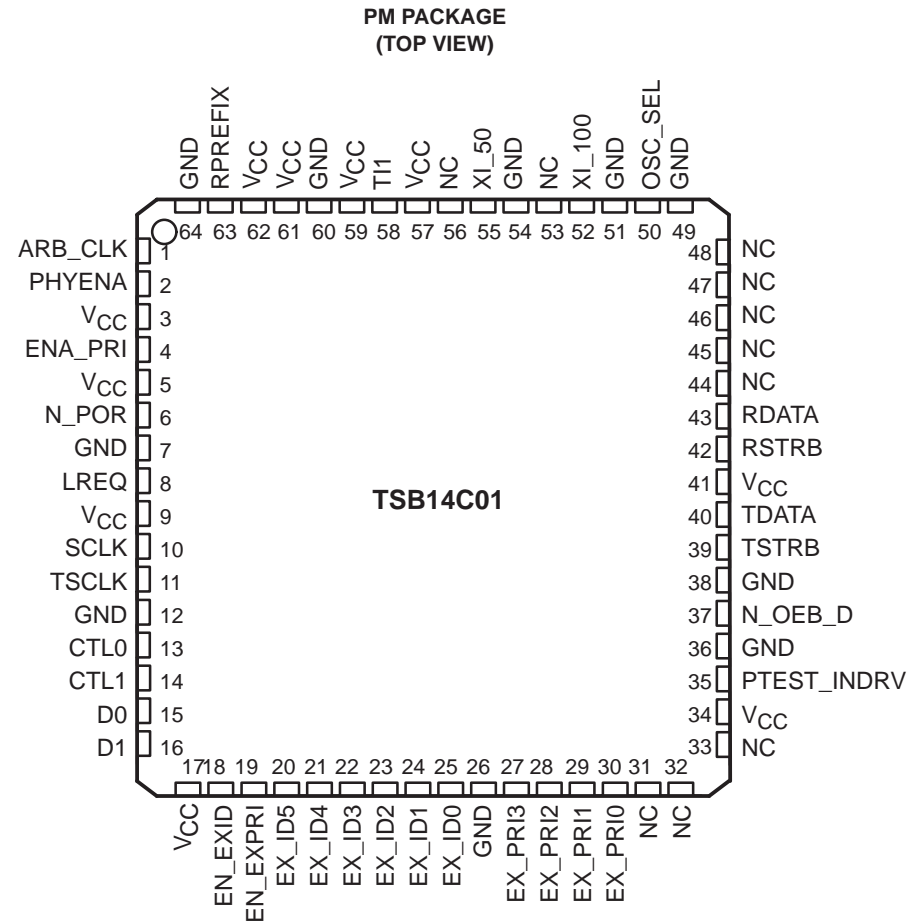 PM PACKAGE
(TOP VIEW)
GND
RPREFIX
VCC
VCC
GND
VCC
TI1
VCC
NC
XI_50
GND
NC
XI_100
GND
OSC_SEL
GND
64 63 62 61 60 59 58 57 56 55 54 53 52 51 50 49
ARB_CLK 1 48 NC
PHYENA 2 47 NC
VCC 3 46 NC
ENA_PRI 4 45 NC
VCC 5 44 NC
N_POR 6 43 RDATA
GND 7 42 RSTRB
LREQ 8 41 VCC
VCC 9 40 TDATA
SCLK 10 39 TSTRB
TSCLK 11 38 GND
GND 12 37 N_OEB_D
CTL0 13 36 GND
CTL1 14 35 PTEST_INDRV
D0 15 34 VCC
D1 16 33 NC
TSB14C01
17 18 19 20 21 22 23 24 25 26 27 28 29 30 31 32
VCC
EN_EXID
EN_EXPRI
EX_ID5
EX_ID4
EX_ID3
EX_ID2
EX_ID1
EX_ID0
GND
EX_PRI3
EX_PRI2
EX_PRI1
EX_PRI0
NC
NC